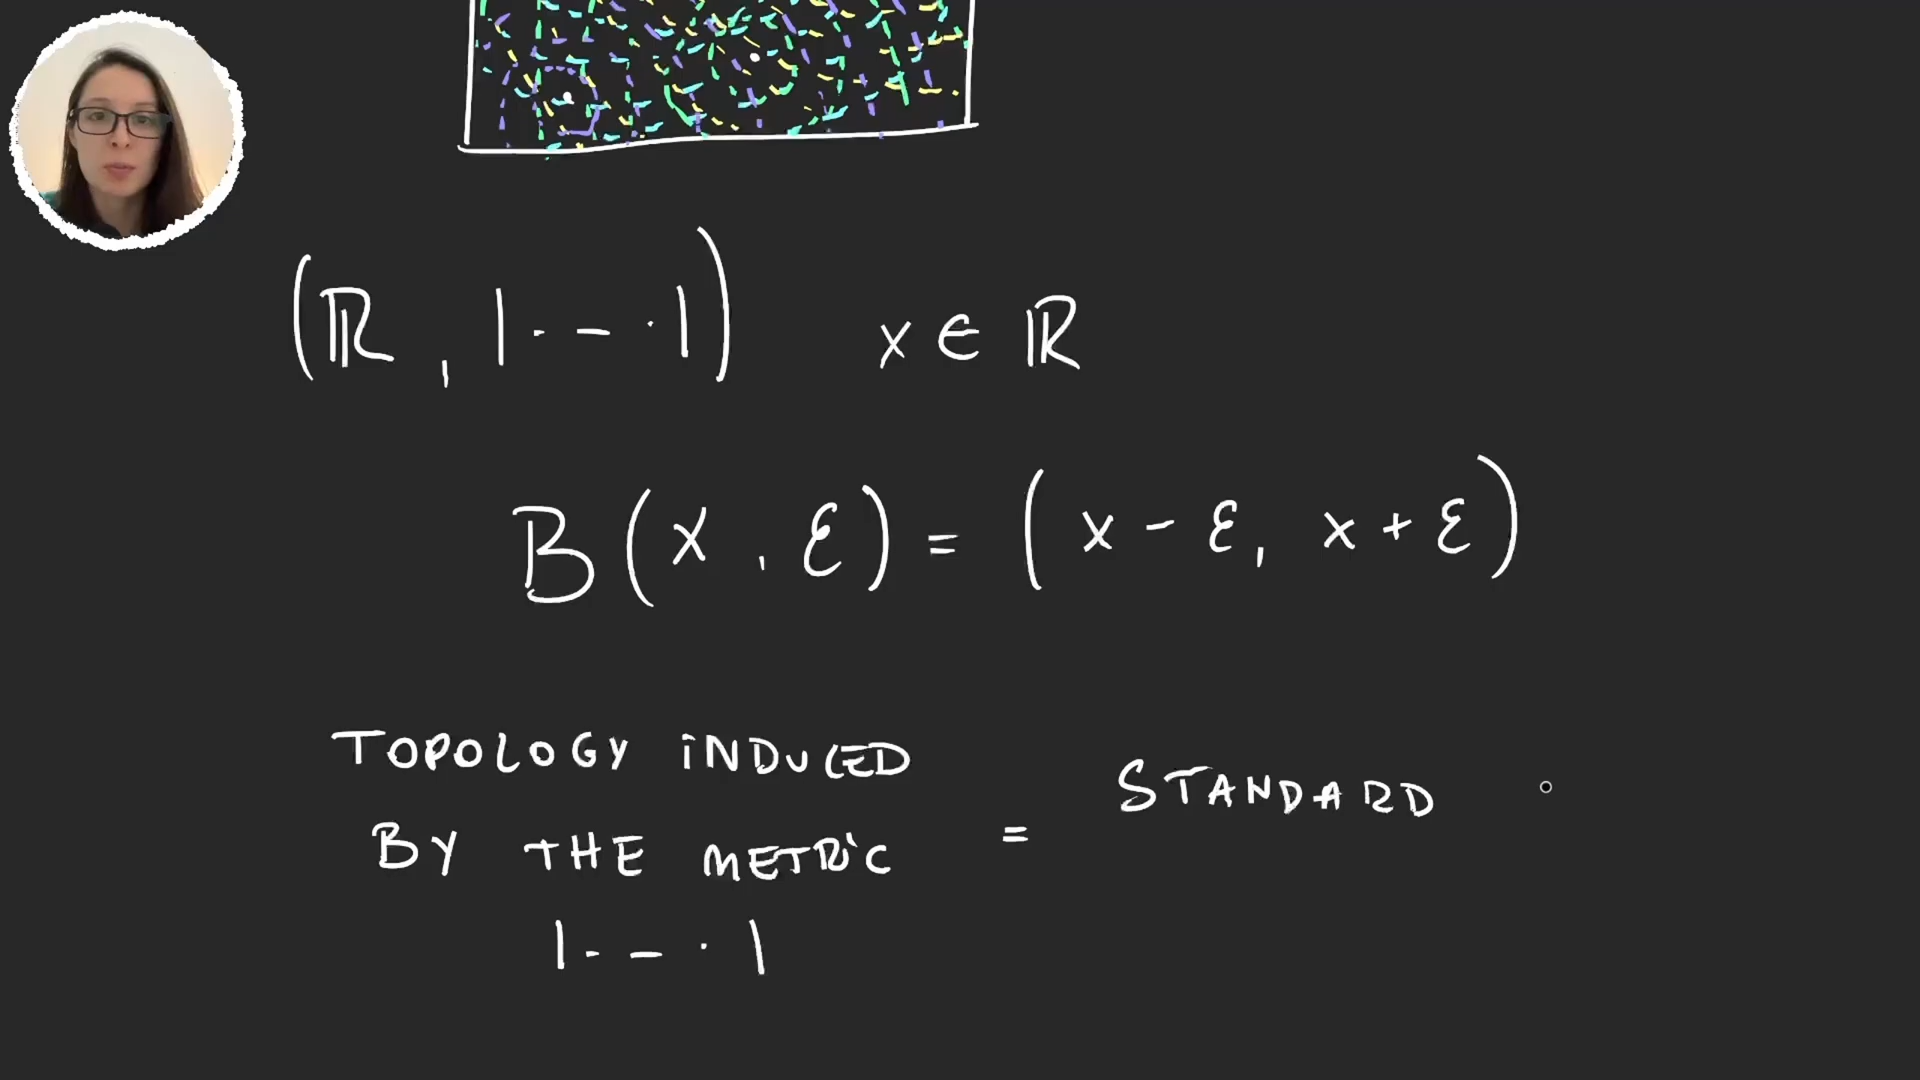 (ℝ, |· - ·|) x ∈ ℝ
B(x, ε) = (x - ε, x + ε)
TOPOLOGY INDUCED
BY THE METRIC
|· - ·|
= STANDARD